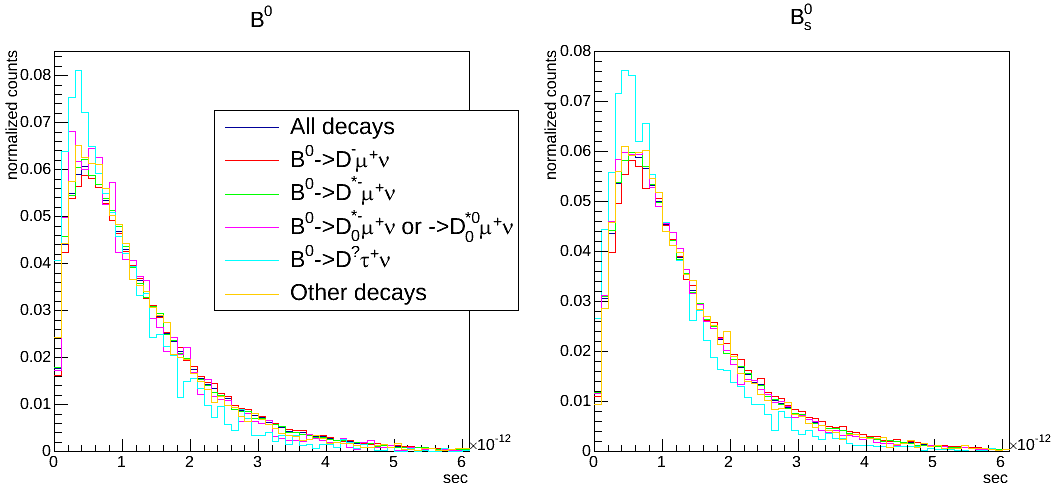 B⁰
normalized counts
0.08
0.07
0.06
0.05
0.04
0.03
0.02
0.01
0
All decays
B⁰->D⁻μ⁺ν
B⁰->D*⁻μ⁺ν
B⁰->D₀*⁻μ⁺ν or ->D₀*⁰μ⁺ν
B⁰->D?τ⁺ν
Other decays
0 1 2 3 4 5 6
×10⁻¹²
sec
Bₛ⁰
normalized counts
0.08
0.07
0.06
0.05
0.04
0.03
0.02
0.01
0
0 1 2 3 4 5 6
×10⁻¹²
sec